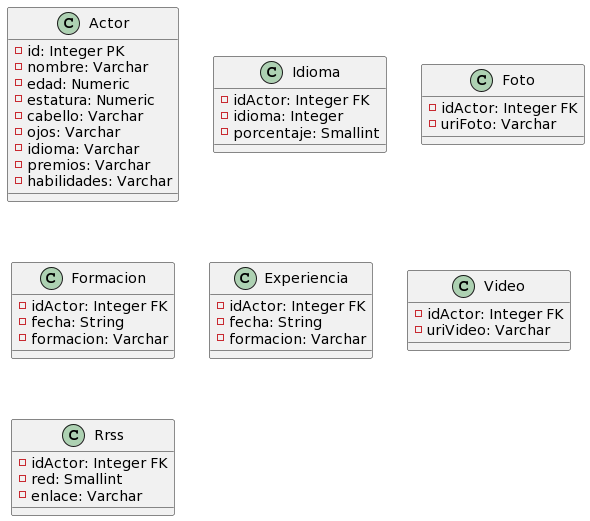 C Actor
id: Integer PK
nombre: Varchar
edad: Numeric
estatura: Numeric
cabello: Varchar
ojos: Varchar
idioma: Varchar
premios: Varchar
habilidades: Varchar
C Idioma
idActor: Integer FK
idioma: Integer
porcentaje: Smallint
C Foto
idActor: Integer FK
uriFoto: Varchar
C Formacion
idActor: Integer FK
fecha: String
formacion: Varchar
C Experiencia
idActor: Integer FK
fecha: String
formacion: Varchar
C Video
idActor: Integer FK
uriVideo: Varchar
C Rrss
idActor: Integer FK
red: Smallint
enlace: Varchar